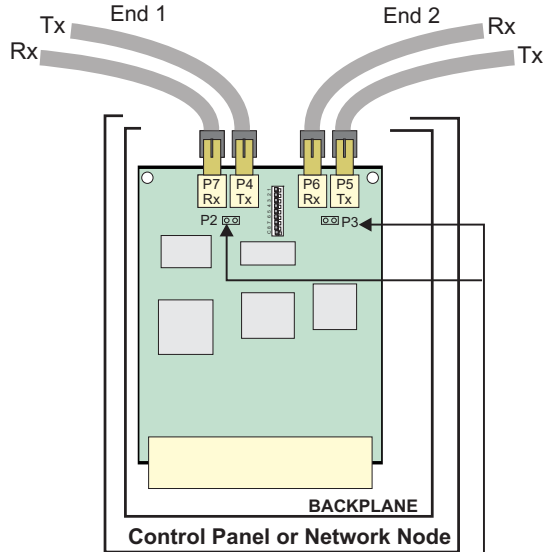 Tx End 1 End 2 Rx
Rx Tx
P7 P4 P6 P5
Rx Tx Rx Tx
P2 P3
BACKPLANE
Control Panel or Network Node